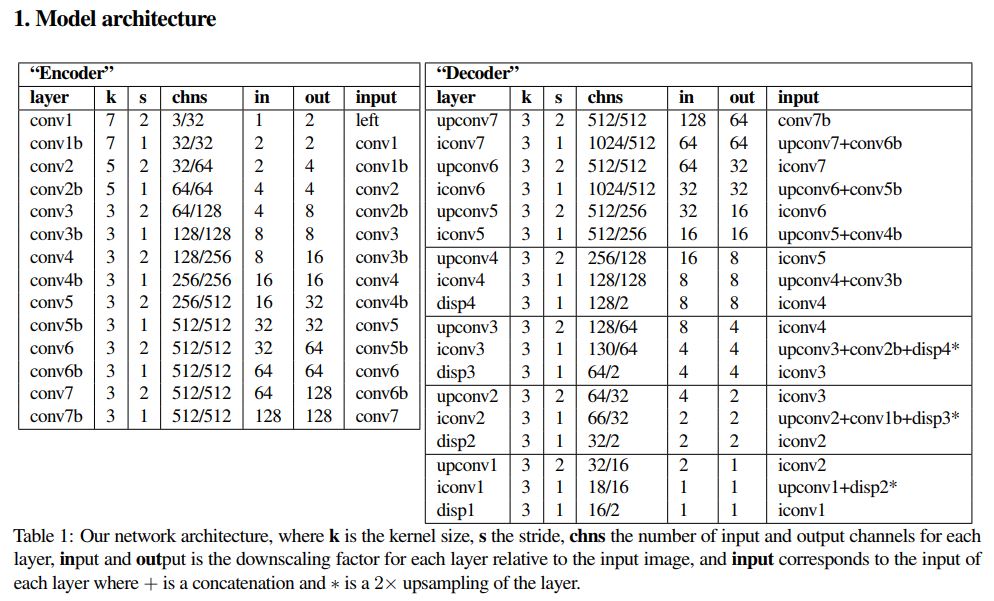 1. Model architecture
“Encoder”
layer k s chns in out input
conv1 7 2 3/32 1 2 left
conv1b 7 1 32/32 2 2 conv1
conv2 5 2 32/64 2 4 conv1b
conv2b 5 1 64/64 4 4 conv2
conv3 3 2 64/128 4 8 conv2b
conv3b 3 1 128/128 8 8 conv3
conv4 3 2 128/256 8 16 conv3b
conv4b 3 1 256/256 16 16 conv4
conv5 3 2 256/512 16 32 conv4b
conv5b 3 1 512/512 32 32 conv5
conv6 3 2 512/512 32 64 conv5b
conv6b 3 1 512/512 64 64 conv6
conv7 3 2 512/512 64 128 conv6b
conv7b 3 1 512/512 128 128 conv7
“Decoder”
layer k s chns in out input
upconv7 3 2 512/512 128 64 conv7b
iconv7 3 1 1024/512 64 64 upconv7+conv6b
upconv6 3 2 512/512 64 32 iconv7
iconv6 3 1 1024/512 32 32 upconv6+conv5b
upconv5 3 2 512/256 32 16 iconv6
iconv5 3 1 512/256 16 16 upconv5+conv4b
upconv4 3 2 256/128 16 8 iconv5
iconv4 3 1 128/128 8 8 upconv4+conv3b
disp4 3 1 128/2 8 8 iconv4
upconv3 3 2 128/64 8 4 iconv4
iconv3 3 1 130/64 4 4 upconv3+conv2b+disp4*
disp3 3 1 64/2 4 4 iconv3
upconv2 3 2 64/32 4 2 iconv3
iconv2 3 1 66/32 2 2 upconv2+conv1b+disp3*
disp2 3 1 32/2 2 2 iconv2
upconv1 3 2 32/16 2 1 iconv2
iconv1 3 1 18/16 1 1 upconv1+disp2*
disp1 3 1 16/2 1 1 iconv1
Table 1: Our network architecture, where k is the kernel size, s the stride, chns the number of input and output channels for each
layer, input and output is the downscaling factor for each layer relative to the input image, and input corresponds to the input of
each layer where + is a concatenation and ∗ is a 2× upsampling of the layer.